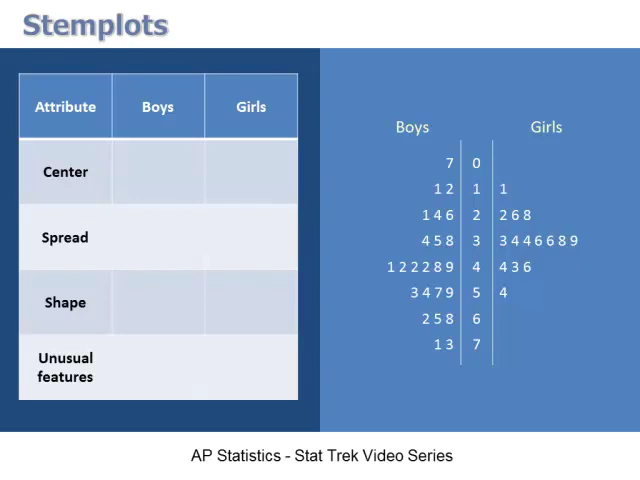 Stemplots
Attribute Boys Girls
Center
Spread
Shape
Unusual
features
Boys Girls
7 0
1 2 1 1
1 4 6 2 2 6 8
4 5 8 3 3 4 4 6 6 8 9
1 2 2 2 8 9 4 4 3 6
3 4 7 9 5 4
2 5 8 6
1 3 7
AP Statistics - Stat Trek Video Series